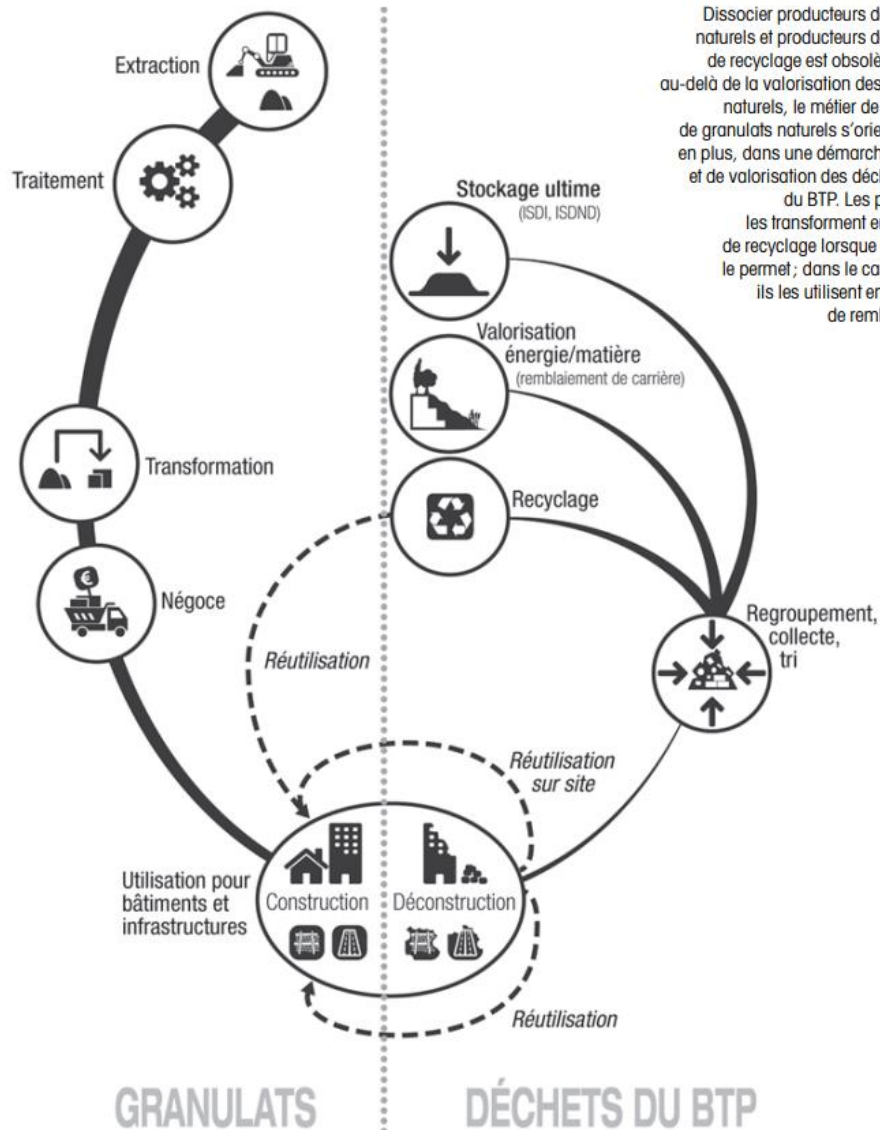 Dissocier producteurs d
naturels et producteurs d
de recyclage est obsolè
au-delà de la valorisation des
naturels, le métier de
de granulats naturels s'orie
en plus, dans une démarch
et de valorisation des déch
du BTP. Les p
les transforment en
de recyclage lorsque
le permet ; dans le ca
ils les utilisent en
de remb
Extraction
Traitement
Transformation
€
Négoce
Stockage ultime
(ISDI, ISDND)
Valorisation
énergie/matière
(remblaiement de carrière)
Recyclage
Regroupement,
collecte,
tri
Réutilisation
Réutilisation
sur site
Utilisation pour
bâtiments et
infrastructures
Construction
Déconstruction
Réutilisation
GRANULATS
DÉCHETS DU BTP